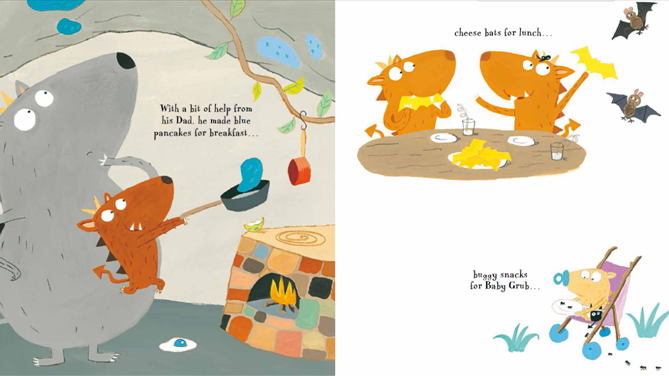 With a bit of help from
his Dad, he made blue
pancakes for breakfast...
cheese bats for lunch...
buggy snacks
for Baby Grub...